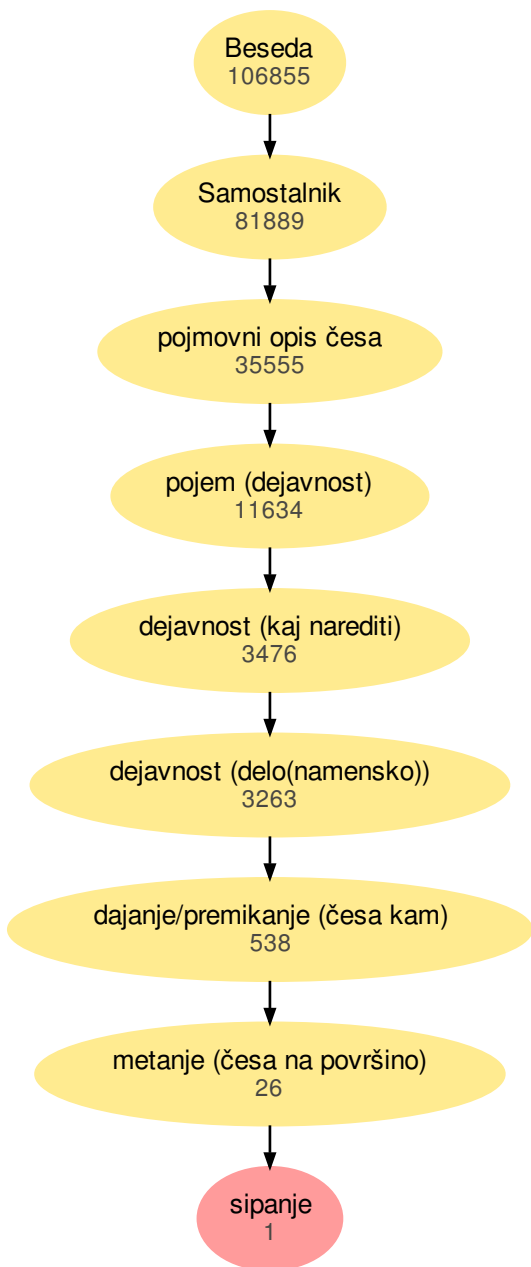 Beseda
106855
Samostalnik
81889
pojmovni opis česa
35555
pojem (dejavnost)
11634
dejavnost (kaj narediti)
3476
dejavnost (delo(namensko))
3263
dajanje/premikanje (česa kam)
538
metanje (česa na površino)
26
sipanje
1